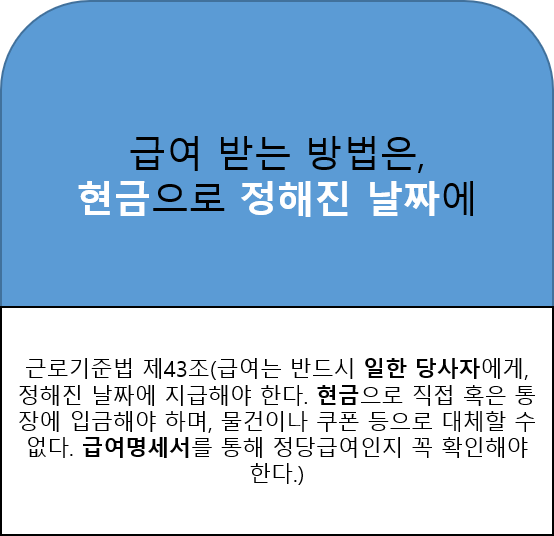 급여 받는 방법은,
현금으로 정해진 날짜에
근로기준법 제43조(급여는 반드시 일한 당사자에게,
정해진 날짜에 지급해야 한다. 현금으로 직접 혹은 통
장에 입금해야 하며, 물건이나 쿠폰 등으로 대체할 수
없다. 급여명세서를 통해 정당급여인지 꼭 확인해야
한다.)